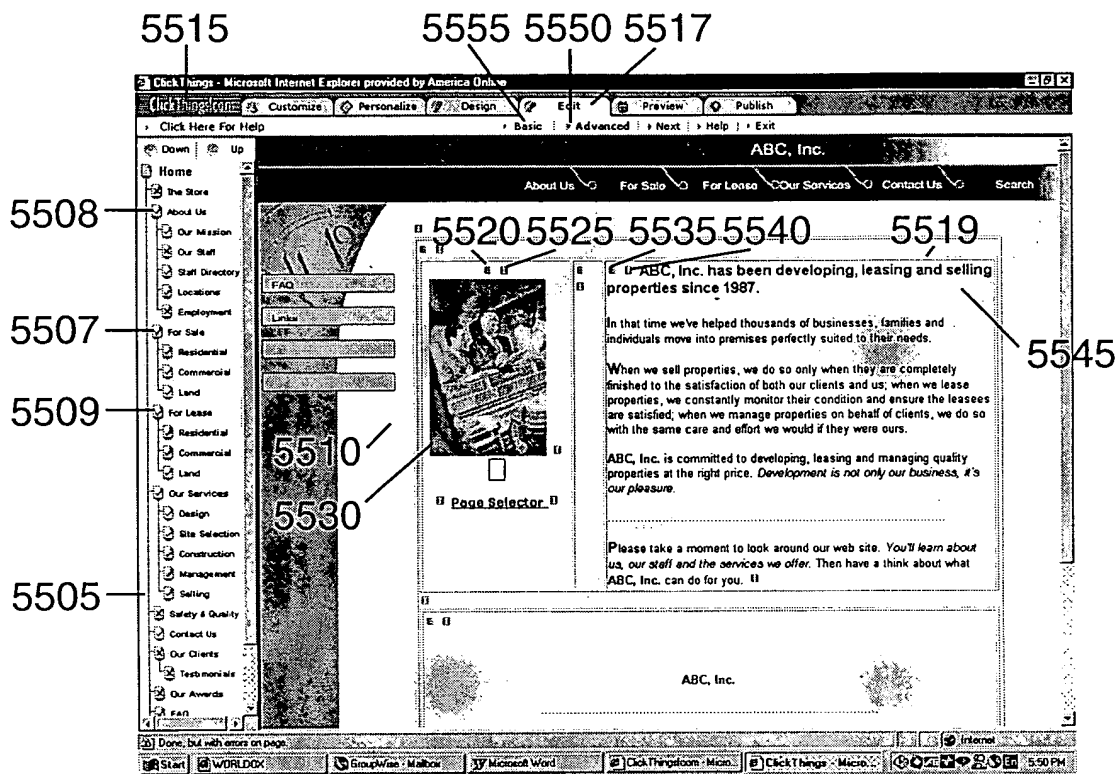 5515 5555 5550 5517
ClickThings - Microsoft Internet Explorer provided by America Online
ClickThings.com Customize Personalize Design Edit Preview Publish
Click Here For Help Basic Advanced Next Help Exit
Down Up
ABC, Inc.
About Us For Sale For Lease Our Services Contact Us Search
Home
The Store
About Us
Our Mission
Our Staff
Staff Directory
Locations
Employment
For Sale
Residential
Commercial
Land
For Lease
Residential
Commercial
Land
Our Services
Design
Site Selection
Construction
Management
Selling
Safety & Quality
Contact Us
Our Clients
Testimonials
Our Awards
FAQ
5508
5507
5509
5505
FAQ
Links
5510
5530
5520 5525 5535 5540 5519
5545
Page Selector
ABC, Inc. has been developing, leasing and selling
properties since 1987.
In that time we've helped thousands of businesses, families and
individuals move into premises perfectly suited to their needs.
When we sell properties, we do so only when they are completely
finished to the satisfaction of both our clients and us; when we lease
properties, we constantly monitor their condition and ensure the leasees
are satisfied; when we manage properties on behalf of clients, we do so
with the same care and effort we would if they were ours.
ABC, Inc. is committed to developing, leasing and managing quality
properties at the right price. Development is not only our business, it's
our pleasure.
Please take a moment to look around our web site. You'll learn about
us, our staff and the services we offer. Then have a think about what
ABC, Inc. can do for you.
ABC, Inc.
Done, but with errors on page. Internet
Start WORLDOX GroupWise - Mailbox Microsoft Word ClickThings.com - Micro... ClickThings - Micro... 5:50 PM